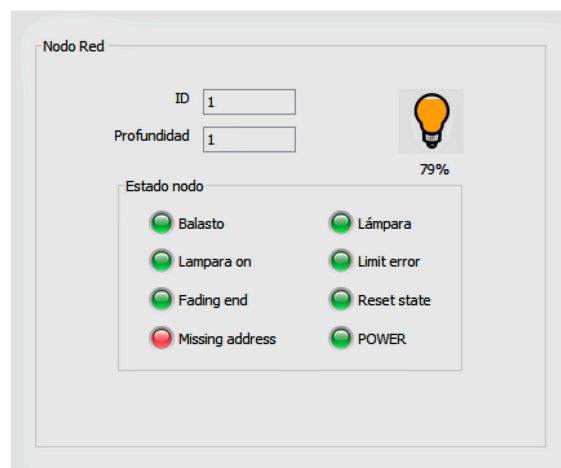 Nodo Red
ID 1
Profundidad 1
79%
Estado nodo
Balasto Lámpara
Lampara on Limit error
Fading end Reset state
Missing address POWER